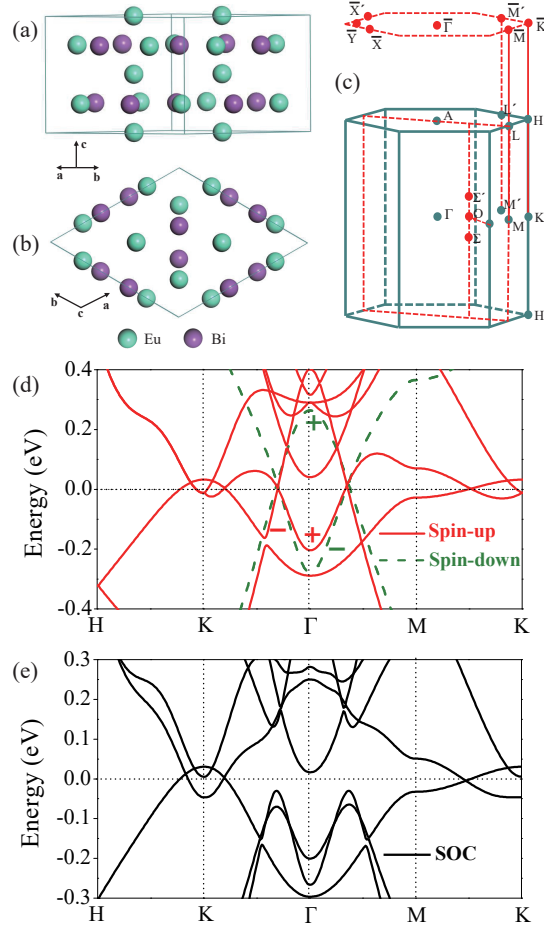 (a)
c
a b
(b)
b a
c
Eu Bi
X̅′ M̅′
Y̅ Γ̅ K̅
X̅ M̅
(c)
L′
A H
L
Σ′
Γ O M′ K
M
Σ
H
(d)
Energy (eV)
0.4
0.2
0.0
-0.2
-0.4
+
− +
−
Spin-up
Spin-down
H K Γ M K
(e)
Energy (eV)
0.3
0.2
0.1
0.0
-0.1
-0.2
-0.3
SOC
H K Γ M K